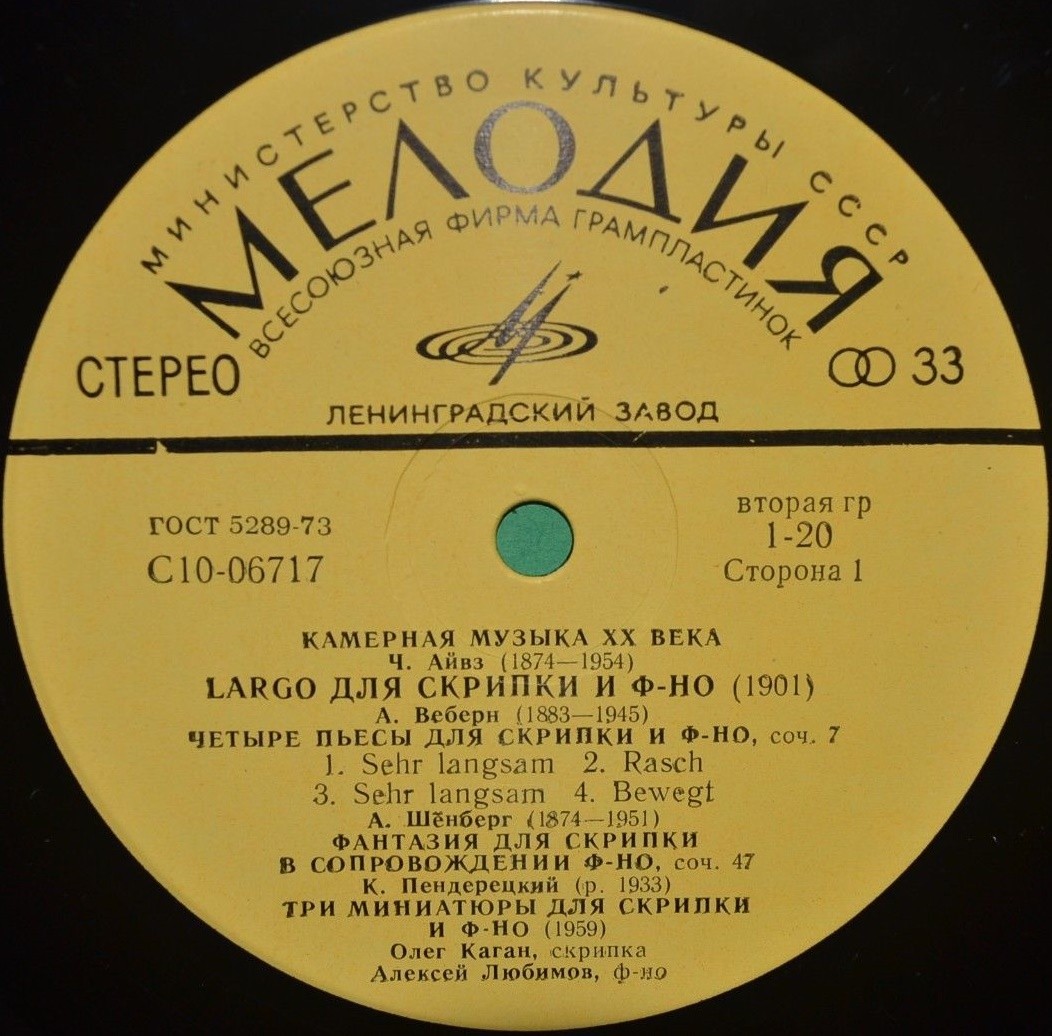 МИНИСТЕРСТВО КУЛЬТУРЫ СССР
МЕЛОДИЯ
ВСЕСОЮЗНАЯ ФИРМА ГРАМПЛАСТИНОК
СТЕРЕО
33
ЛЕНИНГРАДСКИЙ ЗАВОД
ГОСТ 5289-73
С10-06717
вторая гр
1-20
Сторона 1
КАМЕРНАЯ МУЗЫКА XX ВЕКА
Ч. Айвз (1874—1954)
LARGO ДЛЯ СКРИПКИ И Ф-НО (1901)
А. Веберн (1883—1945)
ЧЕТЫРЕ ПЬЕСЫ ДЛЯ СКРИПКИ И Ф-НО, соч. 7
1. Sehr langsam 2. Rasch
3. Sehr langsam 4. Bewegt
А. Шёнберг (1874—1951)
ФАНТАЗИЯ ДЛЯ СКРИПКИ
В СОПРОВОЖДЕНИИ Ф-НО, соч. 47
К. Пендерецкий (р. 1933)
ТРИ МИНИАТЮРЫ ДЛЯ СКРИПКИ
И Ф-НО (1959)
Олег Каган, скрипка
Алексей Любимов, ф-но